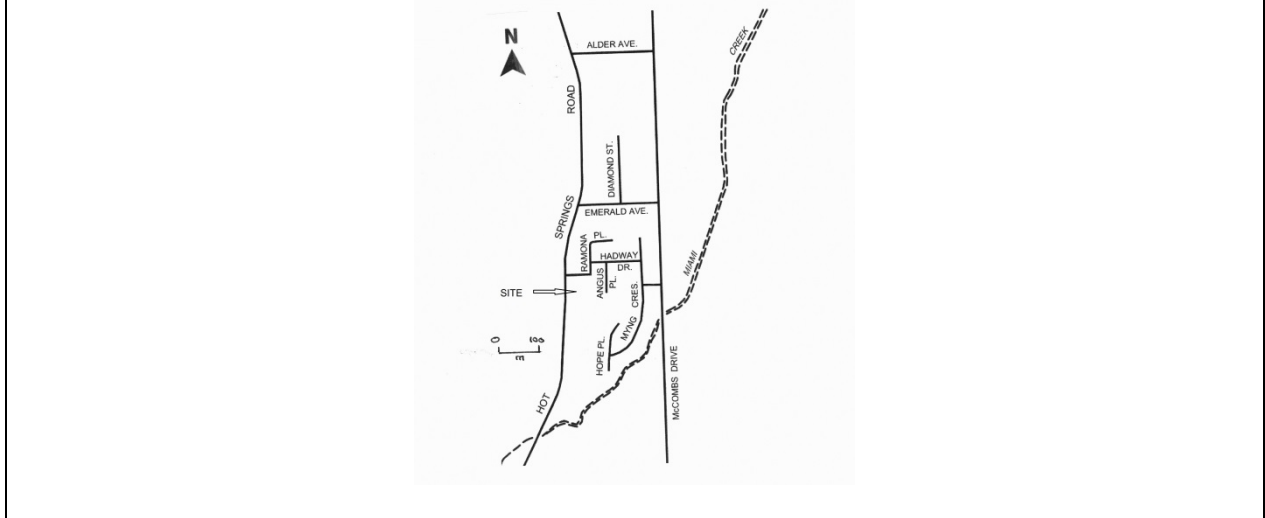 N
ALDER AVE.
CREEK
ROAD
DIAMOND ST.
SPRINGS
EMERALD AVE.
RAMONA
PL.
HADWAY
DR.
ANGUS
PL.
MIAMI
SITE
CRES.
MYNG
0 100
m
HOPE PL.
HOT
McCOMBS DRIVE